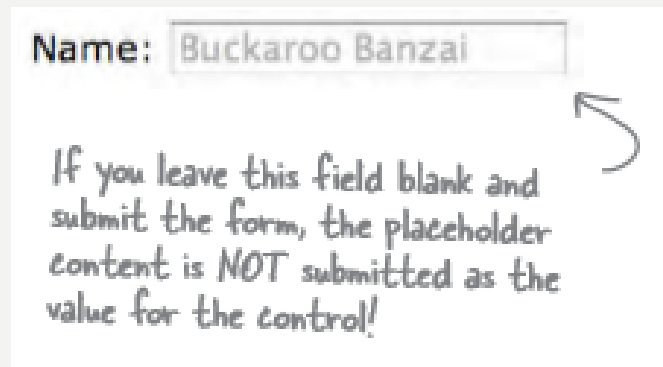 Name: Buckaroo Banzai
If you leave this field blank and
submit the form, the placeholder
content is NOT submitted as the
value for the control!